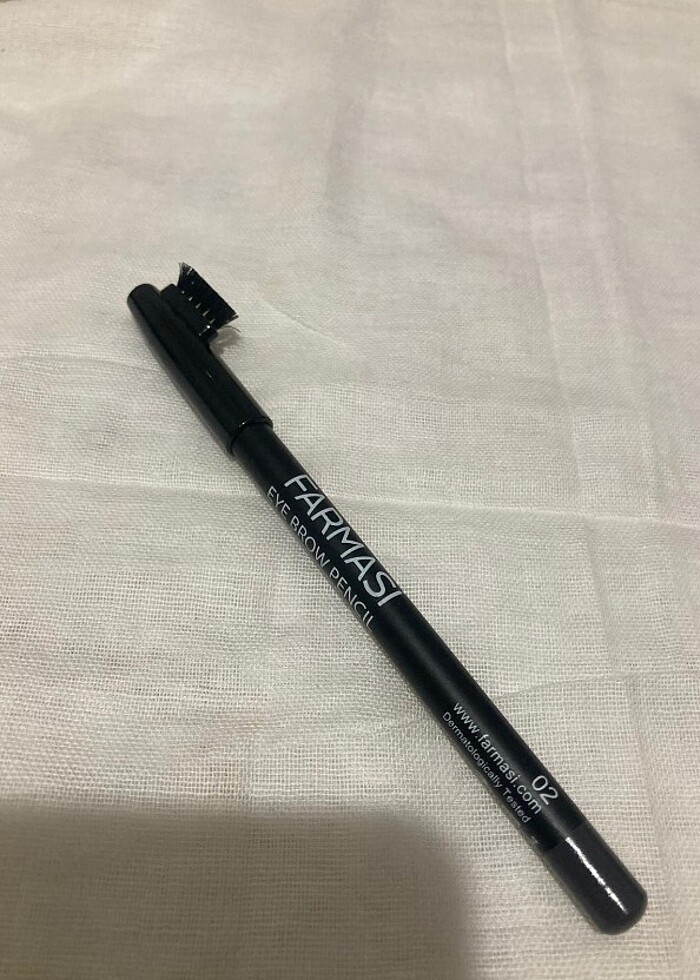 FARMASI
EYE BROW PENCIL
02
www.farmasi.com
Dermatologically Tested